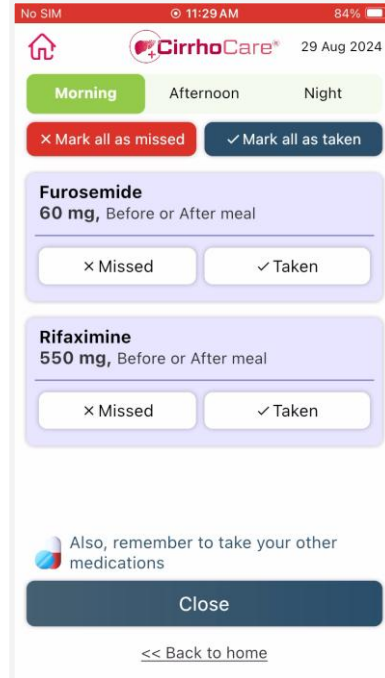 No SIM 11:29 AM 84%
CirrhoCare® 29 Aug 2024
Morning Afternoon Night
× Mark all as missed ✓ Mark all as taken
Furosemide
60 mg, Before or After meal
× Missed ✓ Taken
Rifaximine
550 mg, Before or After meal
× Missed ✓ Taken
Also, remember to take your other
medications
Close
<< Back to home